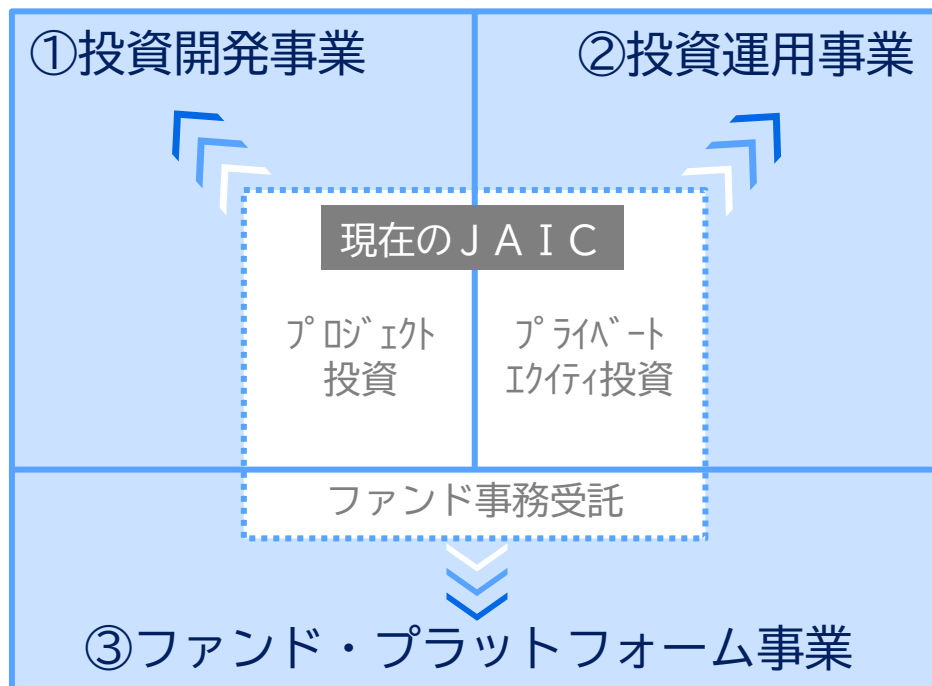 ①投資開発事業
②投資運用事業
現在のＪＡＩＣ
ﾌﾟﾛｼﾞｪｸﾄ
投資
ﾌﾟﾗｲﾍﾞｰﾄ
ｴｸｲﾃｨ投資
ファンド事務受託
③ファンド・プラットフォーム事業